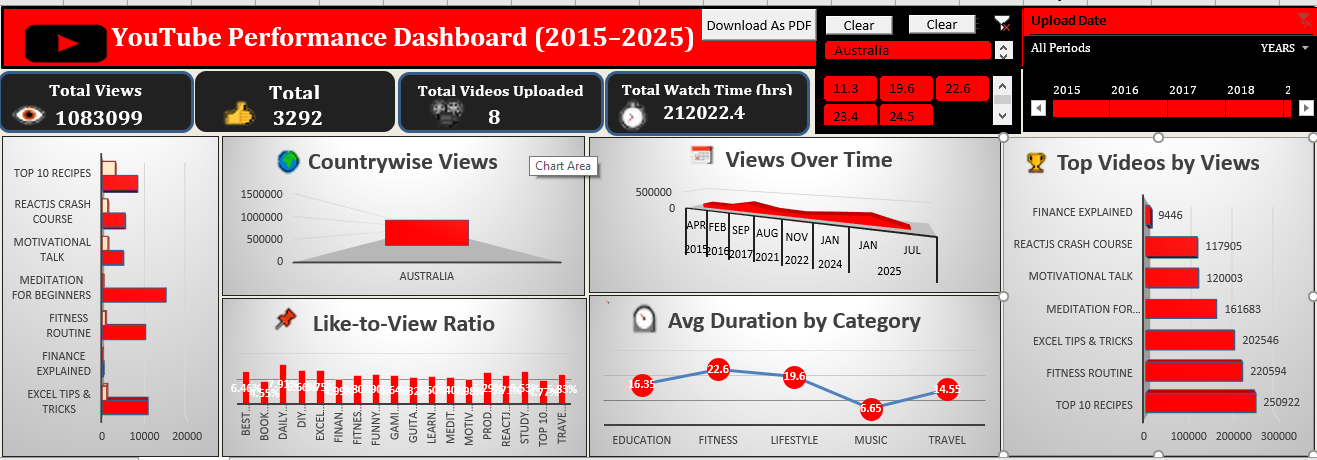 YouTube Performance Dashboard (2015–2025)
Download As PDF
Clear
Clear
Australia
11.3 19.6 22.6
23.4 24.5
Upload Date
All Periods YEARS
2015 2016 2017 2018 2
Total Views
1083099
Total
3292
Total Videos Uploaded
8
Total Watch Time (hrs)
212022.4
TOP 10 RECIPES
REACTJS CRASH
COURSE
MOTIVATIONAL
TALK
MEDITATION
FOR BEGINNERS
FITNESS
ROUTINE
FINANCE
EXPLAINED
EXCEL TIPS &
TRICKS
0 10000 20000
Countrywise Views
Chart Area
1500000
1000000
500000
0
AUSTRALIA
Views Over Time
500000
0
APR FEB SEP AUG NOV JAN JAN JUL
2015 2016 2017 2021 2022 2024 2025
Like-to-View Ratio
6.46% 4.55%
BEST… BOOK… DAILY… DIY… EXCEL… FINAN… FITNES… FUNNY… GAMI… GUITA… LEARN… MEDIT… MOTIV… PROD… REACTJ… STUDY… TOP 10… TRAVE…
Avg Duration by Category
16.35 22.6 19.6 6.65 14.55
EDUCATION FITNESS LIFESTYLE MUSIC TRAVEL
Top Videos by Views
FINANCE EXPLAINED 9446
REACTJS CRASH COURSE 117905
MOTIVATIONAL TALK 120003
MEDITATION FOR… 161683
EXCEL TIPS & TRICKS 202546
FITNESS ROUTINE 220594
TOP 10 RECIPES 250922
0 100000 200000 300000